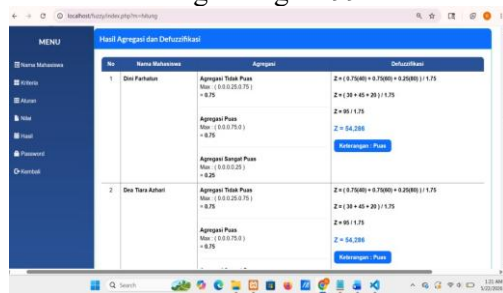 localhost/fuzzy/index.php?m=hitung
MENU
Nama Mahasiswa
Kriteria
Aturan
Nilai
Hasil
Password
Kembali
Hasil Agregasi dan Defuzzifikasi
No Nama Mahasiswa Agregasi Defuzzifikasi
1 Dini Farhatun
Agregasi Tidak Puas
Max : ( 0.0.0.25.0.75 )
= 0.75
Agregasi Puas
Max : ( 0.0.0.75.0 )
= 0.75
Agregasi Sangat Puas
Max : ( 0.0.0.0.25 )
= 0.25
Z = ( 0.75(40) + 0.75(60) + 0.25(80) ) / 1.75
Z = ( 30 + 45 + 20 ) / 1.75
Z = 95 / 1.75
Z = 54,286
Keterangan : Puas
2 Dea Tiara Azhari
Agregasi Tidak Puas
Max : ( 0.0.0.25.0.75 )
= 0.75
Agregasi Puas
Max : ( 0.0.0.75.0 )
= 0.75
Z = ( 0.75(40) + 0.75(60) + 0.25(80) ) / 1.75
Z = ( 30 + 45 + 20 ) / 1.75
Z = 95 / 1.75
Z = 54,286
Keterangan : Puas
Search
1:31 AM